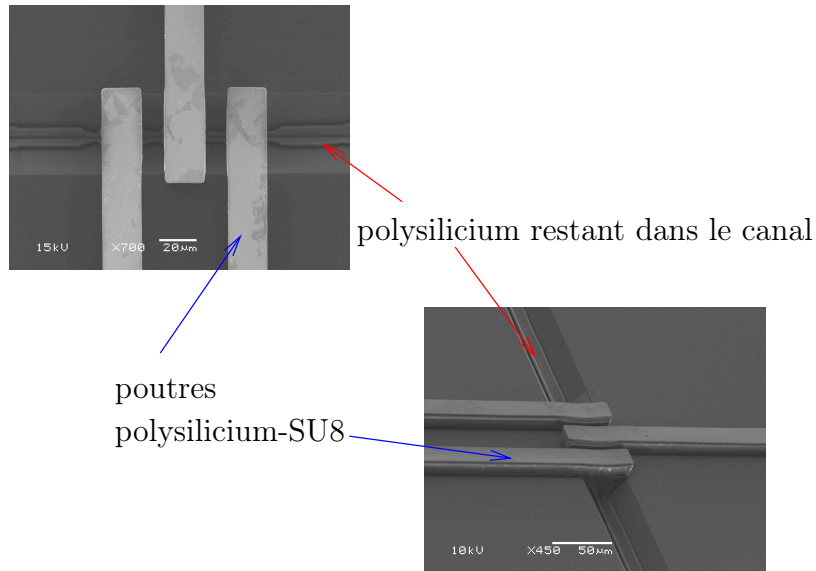 15kV X700 20µm
polysilicium restant dans le canal
poutres
polysilicium-SU8
10kV X450 50µm